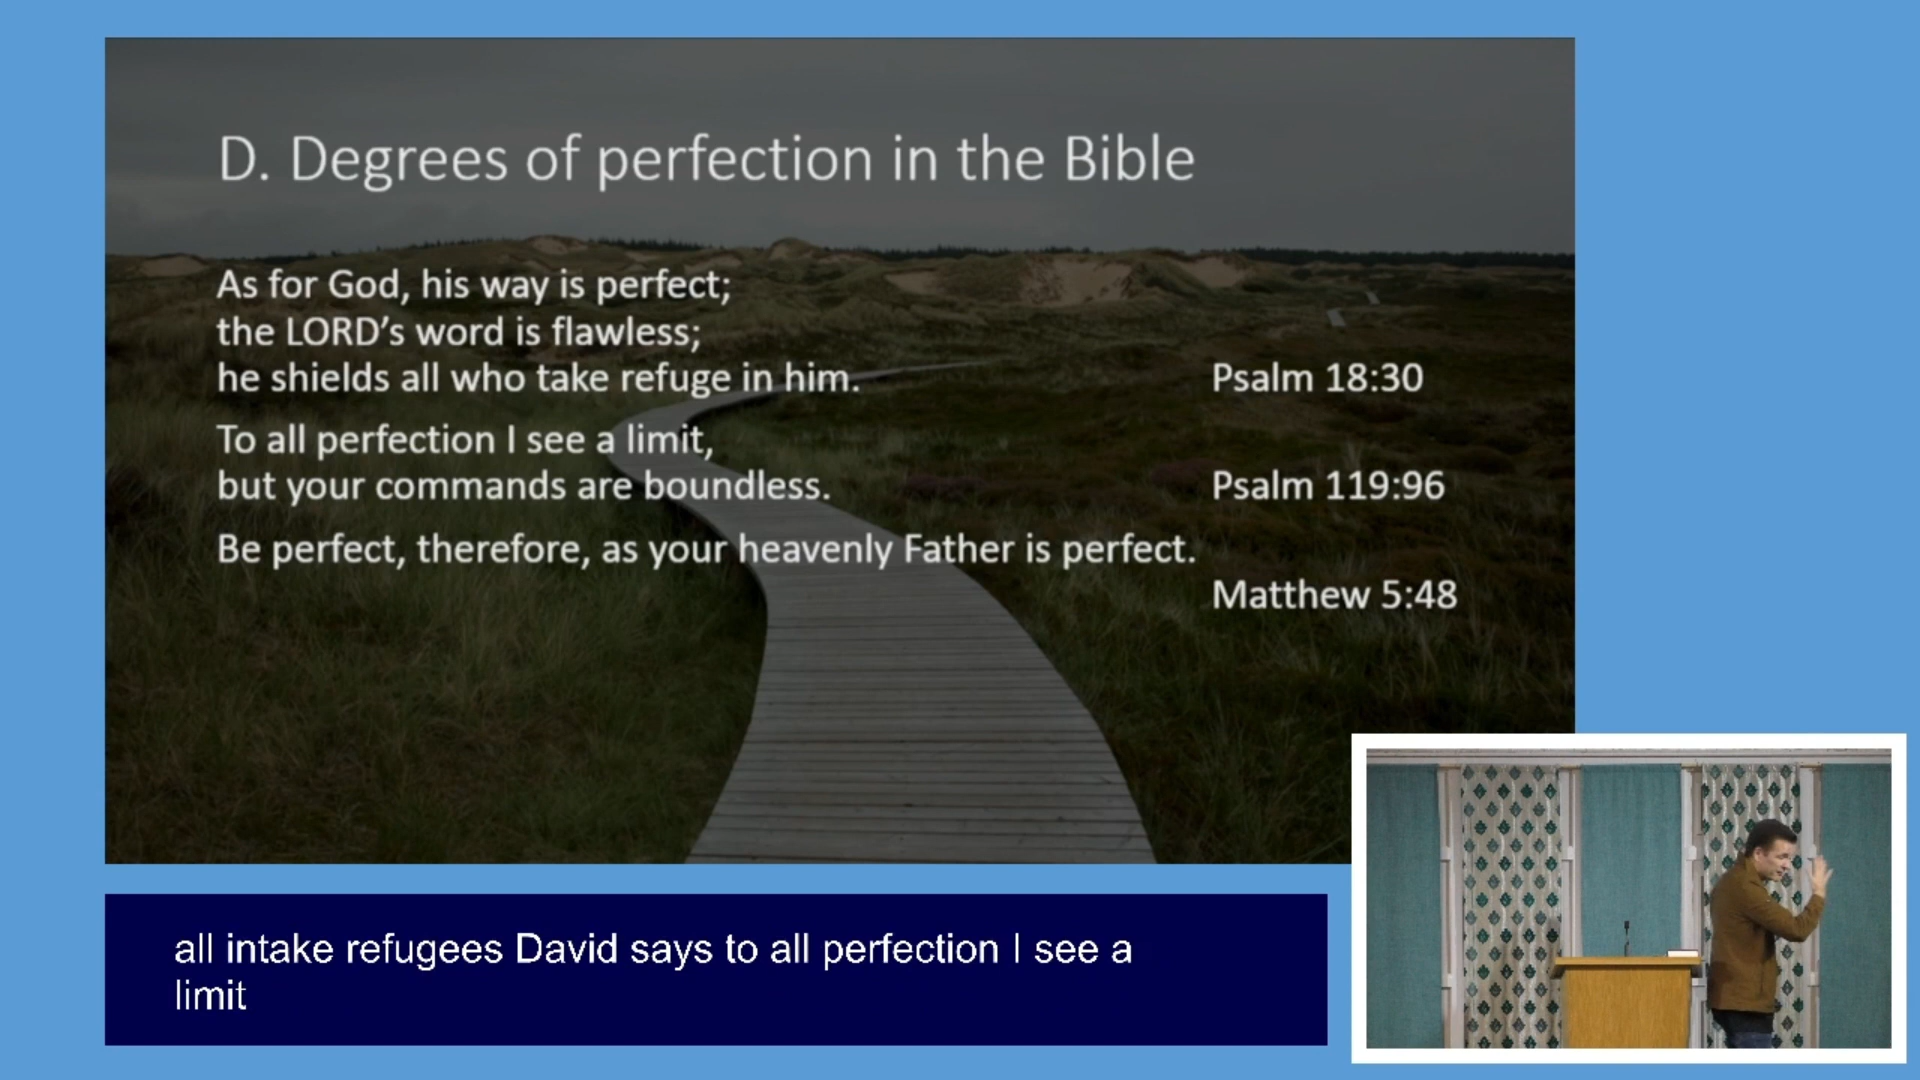 D. Degrees of perfection in the Bible
As for God, his way is perfect;
the LORD’s word is flawless;
he shields all who take refuge in him. Psalm 18:30
To all perfection I see a limit,
but your commands are boundless. Psalm 119:96
Be perfect, therefore, as your heavenly Father is perfect.
Matthew 5:48
all intake refugees David says to all perfection I see a
limit